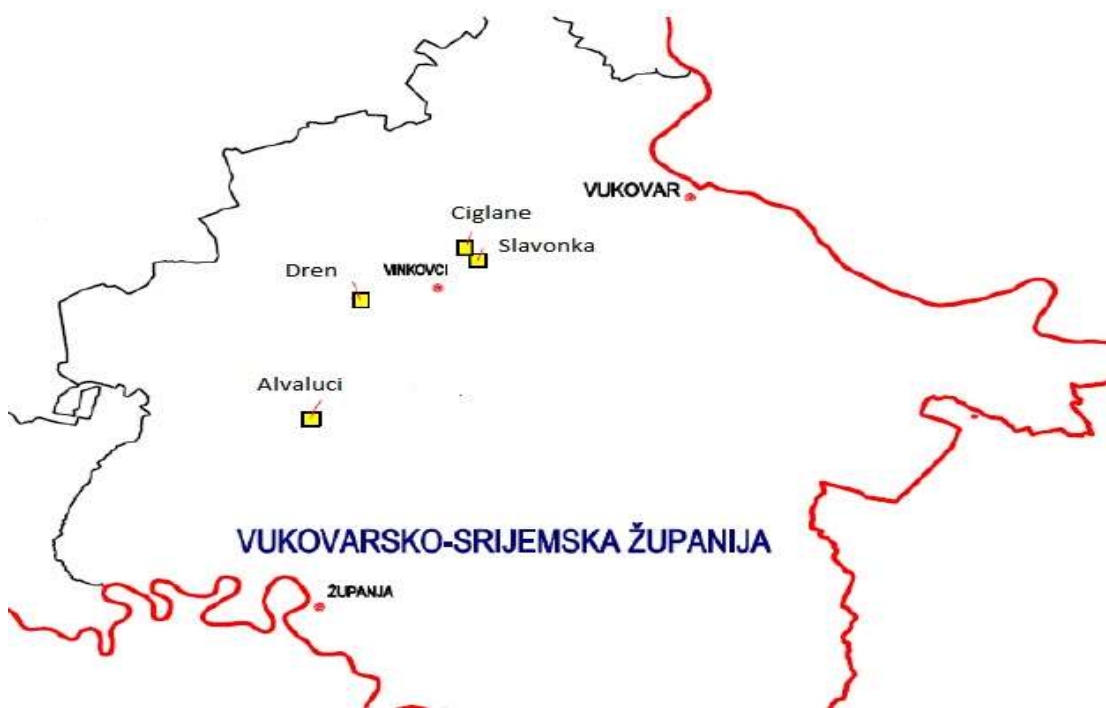 VUKOVAR
Ciglane
Slavonka
Dren
VINKOVCI
Alvaluci
VUKOVARSKO-SRIJEMSKA ŽUPANIJA
ŽUPANJA